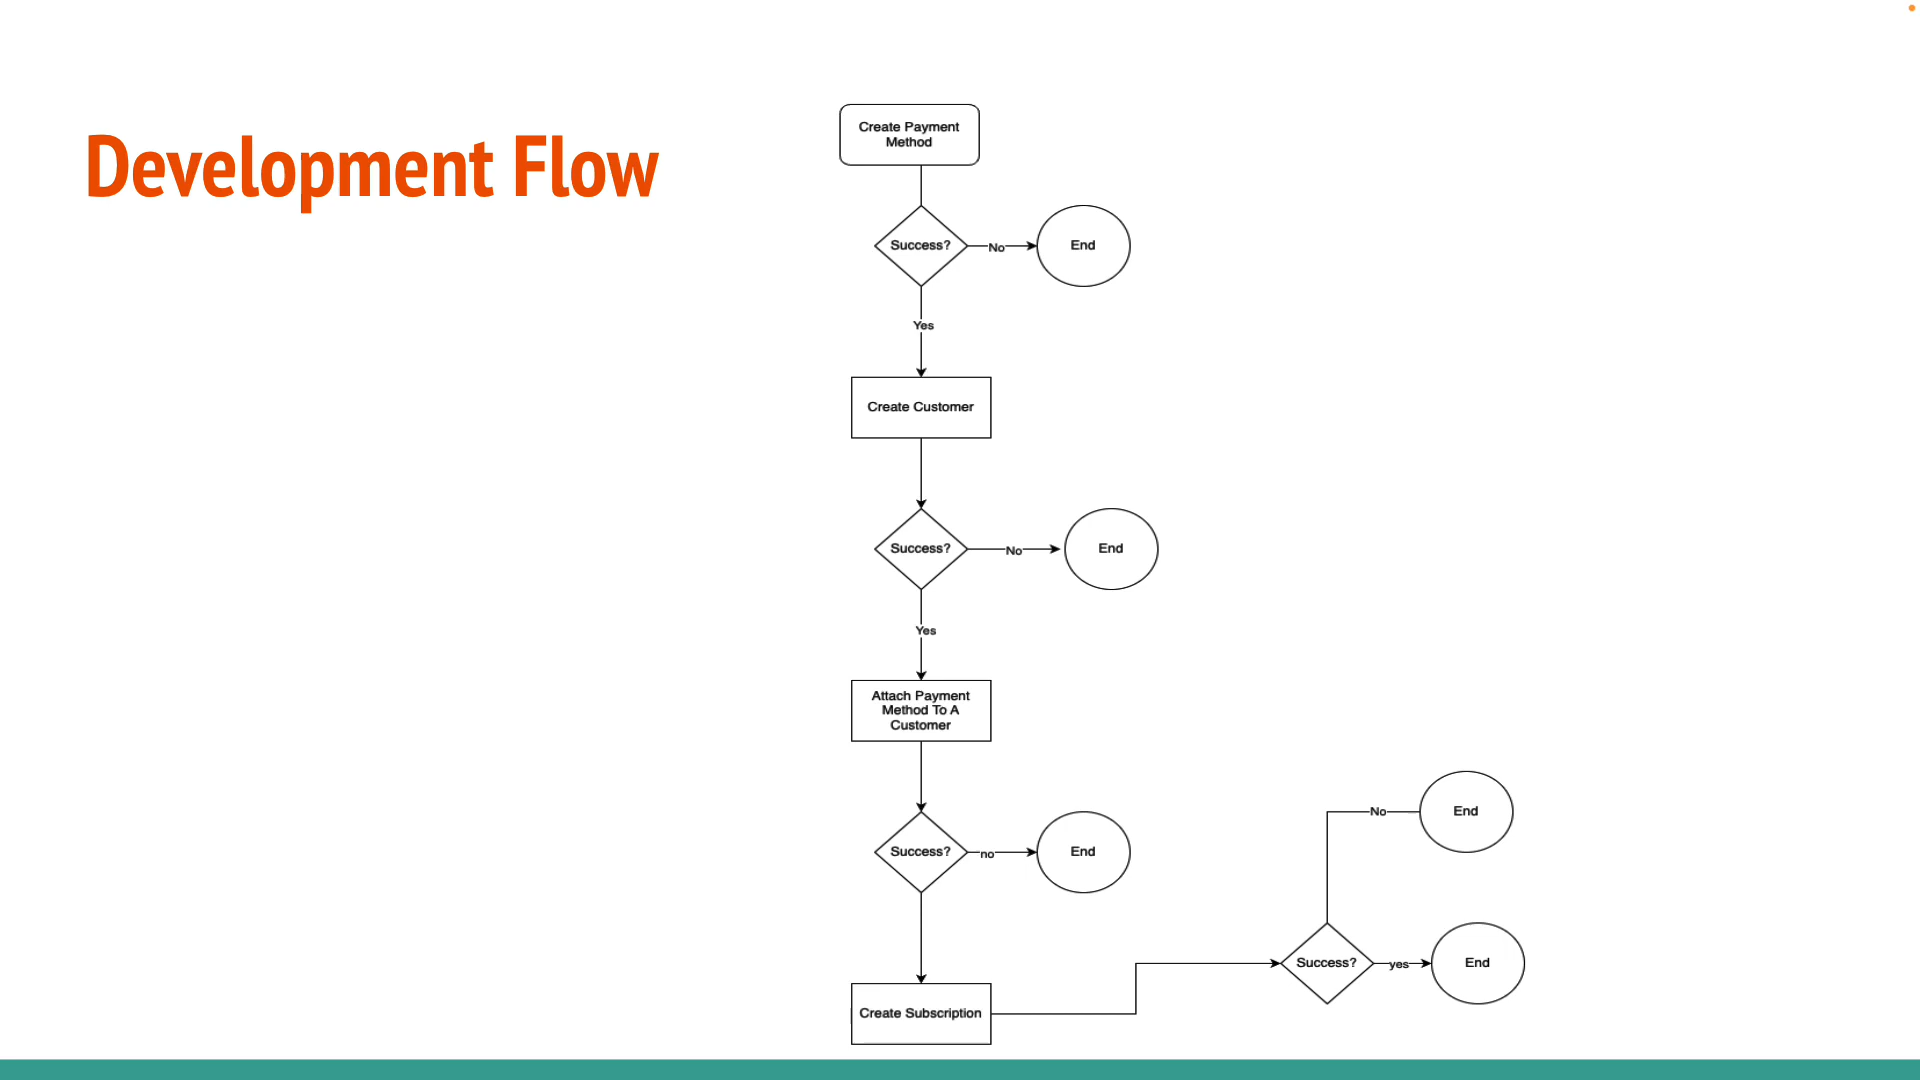 Development Flow
Create Payment
Method
Success?
No
End
Yes
Create Customer
Success?
No
End
Yes
Attach Payment
Method To A
Customer
Success?
no
End
Create Subscription
Success?
No
End
yes
End